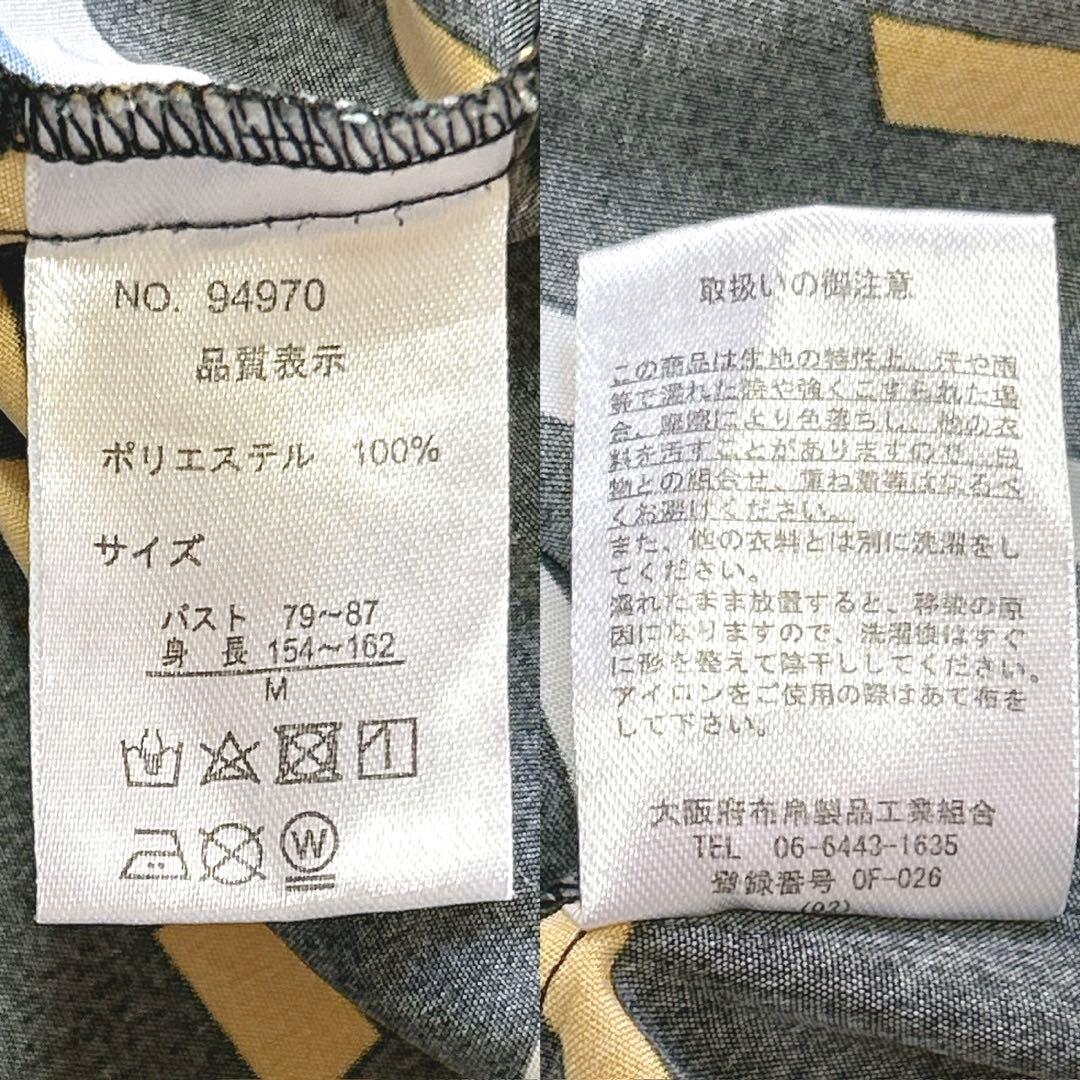 NO. 94970
品質表示
ポリエステル 100%
サイズ
バスト 79～87
身 長 154～162
M
W
取扱いの御注意
この商品は生地の特性上、汗や雨
等で濡れた時や強くこすられた場
合、摩擦により色落ちし、他の衣
料を汚すことがありますので、白
物との組合せ、重ね着等はなるべ
くお避けください。
また、他の衣料とは別に洗濯をし
てください。
濡れたまま放置すると、移染の原
因になりますので、洗濯後はすぐ
に形を整えて陰干ししてください。
アイロンをご使用の際はあて布を
して下さい。
大阪府布帛製品工業組合
TEL 06-6443-1635
登録番号 OF-026